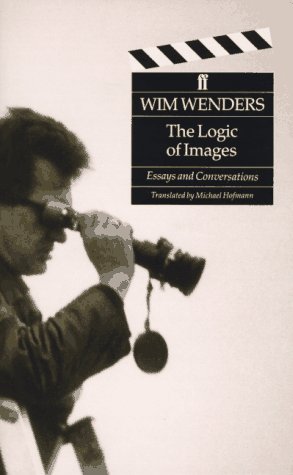 ff
WIM WENDERS
The Logic
of Images
Essays and Conversations
Translated by Michael Hofmann